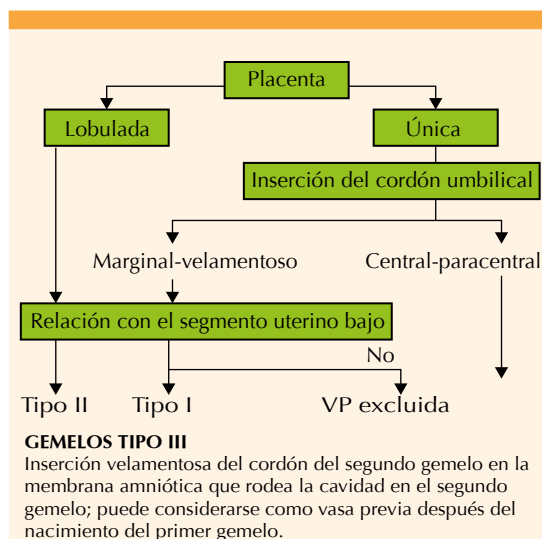 Placenta
Lobulada
Única
Inserción del cordón umbilical
Marginal-velamentoso
Central-paracentral
Relación con el segmento uterino bajo
No
Tipo II
Tipo I
VP excluida
GEMELOS TIPO III
Inserción velamentosa del cordón del segundo gemelo en la
membrana amniótica que rodea la cavidad en el segundo
gemelo; puede considerarse como vasa previa después del
nacimiento del primer gemelo.